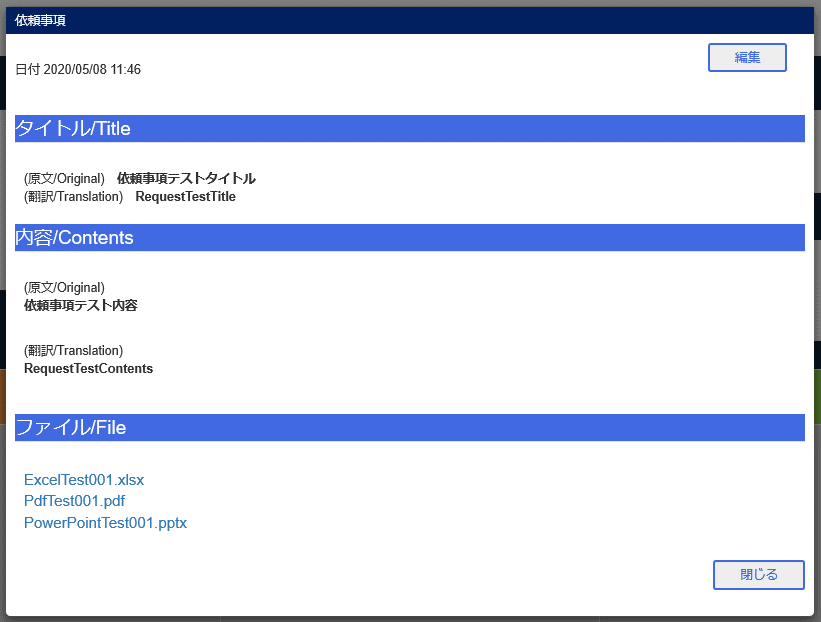 依頼事項
編集
日付 2020/05/08 11:46
タイトル/Title
(原文/Original) 依頼事項テストタイトル
(翻訳/Translation) RequestTestTitle
内容/Contents
(原文/Original)
依頼事項テスト内容
(翻訳/Translation)
RequestTestContents
ファイル/File
ExcelTest001.xlsx
PdfTest001.pdf
PowerPointTest001.pptx
閉じる